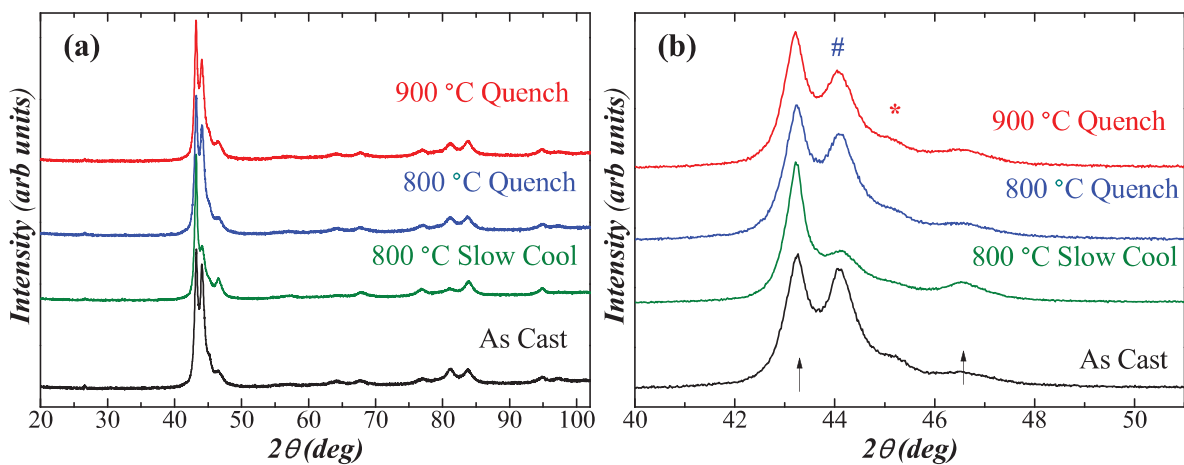 (a)
900 °C Quench
800 °C Quench
800 °C Slow Cool
As Cast
Intensity (arb units)
20 30 40 50 60 70 80 90 100
2θ (deg)
(b)
#
*
900 °C Quench
800 °C Quench
800 °C Slow Cool
As Cast
Intensity (arb units)
40 42 44 46 48 50
2θ (deg)